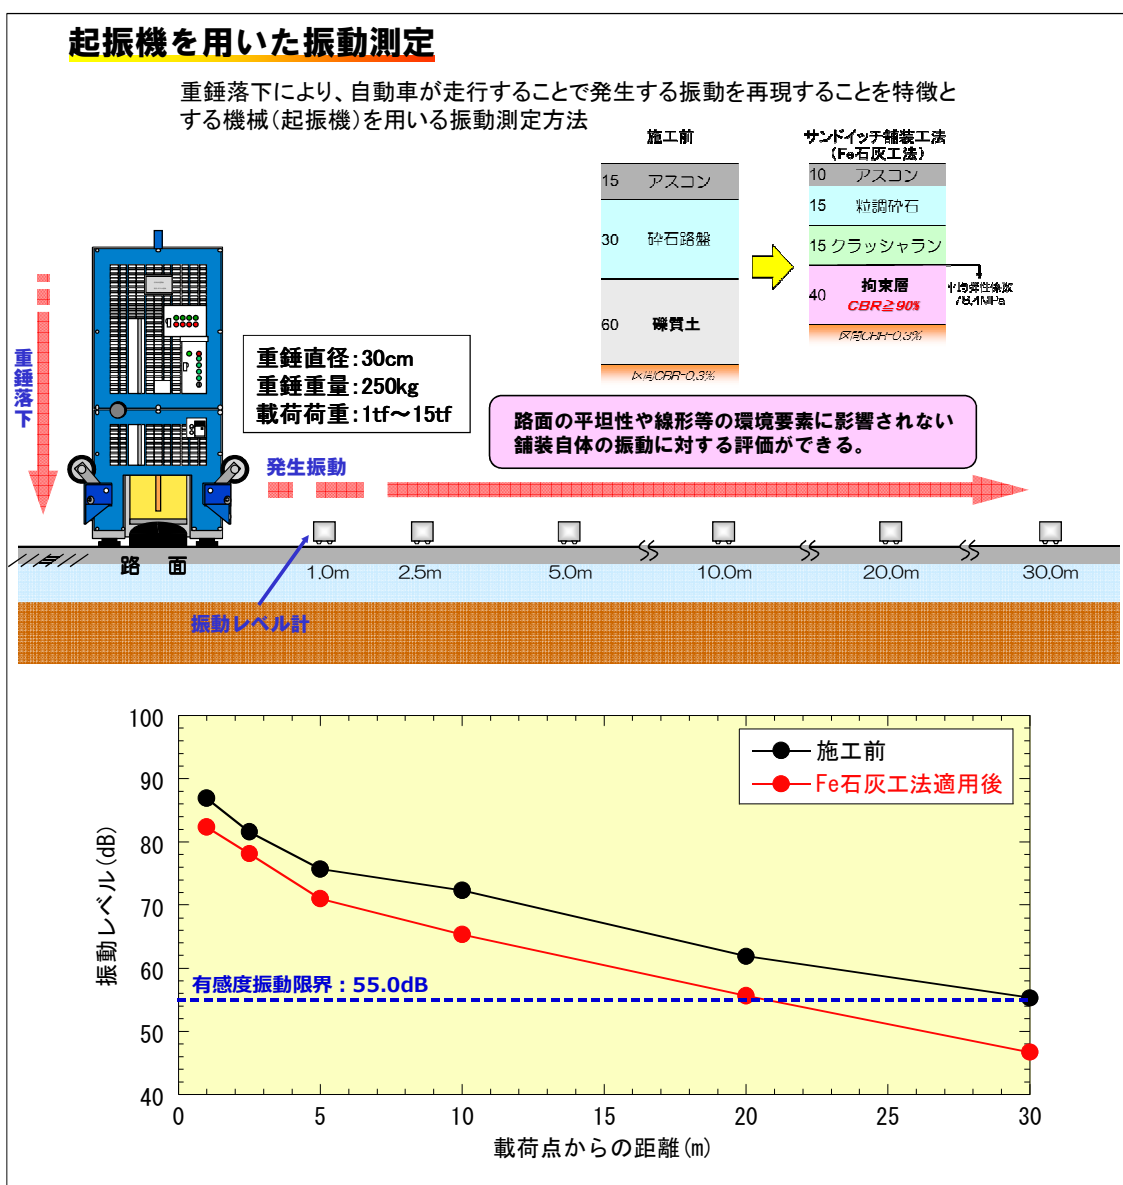 起振機を用いた振動測定
重錘落下により、自動車が走行することで発生する振動を再現することを特徴と
する機械(起振機)を用いる振動測定方法
施工前
15 アスコン
30 砕石路盤
60 礫質土
区間CBR=0.3%
サンドイッチ舗装工法
(Fe石灰工法)
10 アスコン
15 粒調砕石
15 クラッシャラン
40 拘束層
CBR≧90%
区間CBR=0.3%
平均弾性係数
78.4MPa
重錘落下
重錘直径:30cm
重錘重量:250kg
載荷荷重:1tf～15tf
路面の平坦性や線形等の環境要素に影響されない
舗装自体の振動に対する評価ができる。
発生振動
路 面
1.0m 2.5m 5.0m 10.0m 20.0m 30.0m
振動レベル計
振動レベル(dB)
100
90
80
70
60
50
40
施工前
Fe石灰工法適用後
有感度振動限界：55.0dB
0 5 10 15 20 25 30
載荷点からの距離(m)